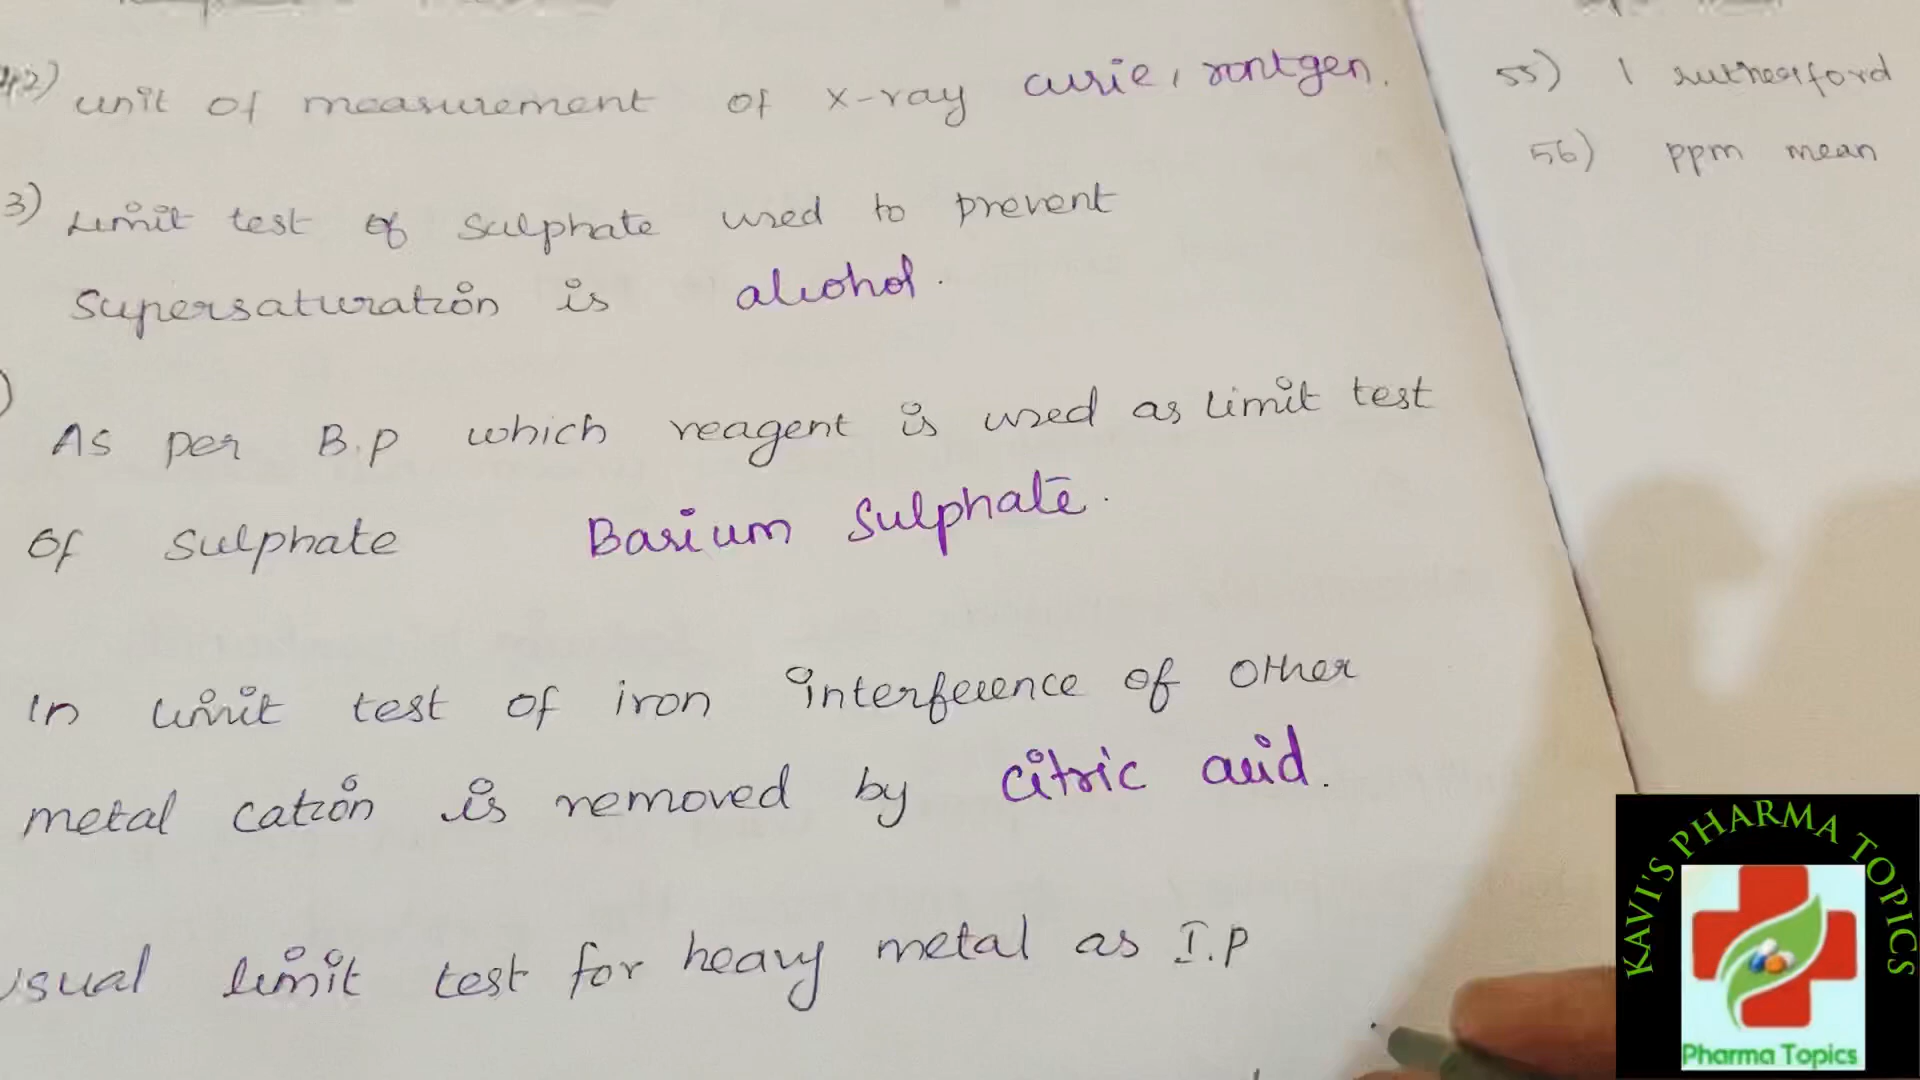 42) unit of measurement of x-ray curie, rontgen.
3) Limit test of sulphate used to prevent
supersaturation is alcohol.
) As per B.P which reagent is used as limit test
of sulphate Barium Sulphate.
In limit test of iron interference of other
metal cation is removed by citric acid.
usual limit test for heavy metal as I.P
55) 1 rutherford
56) ppm mean
KAVI'S PHARMA TOPICS
Pharma Topics